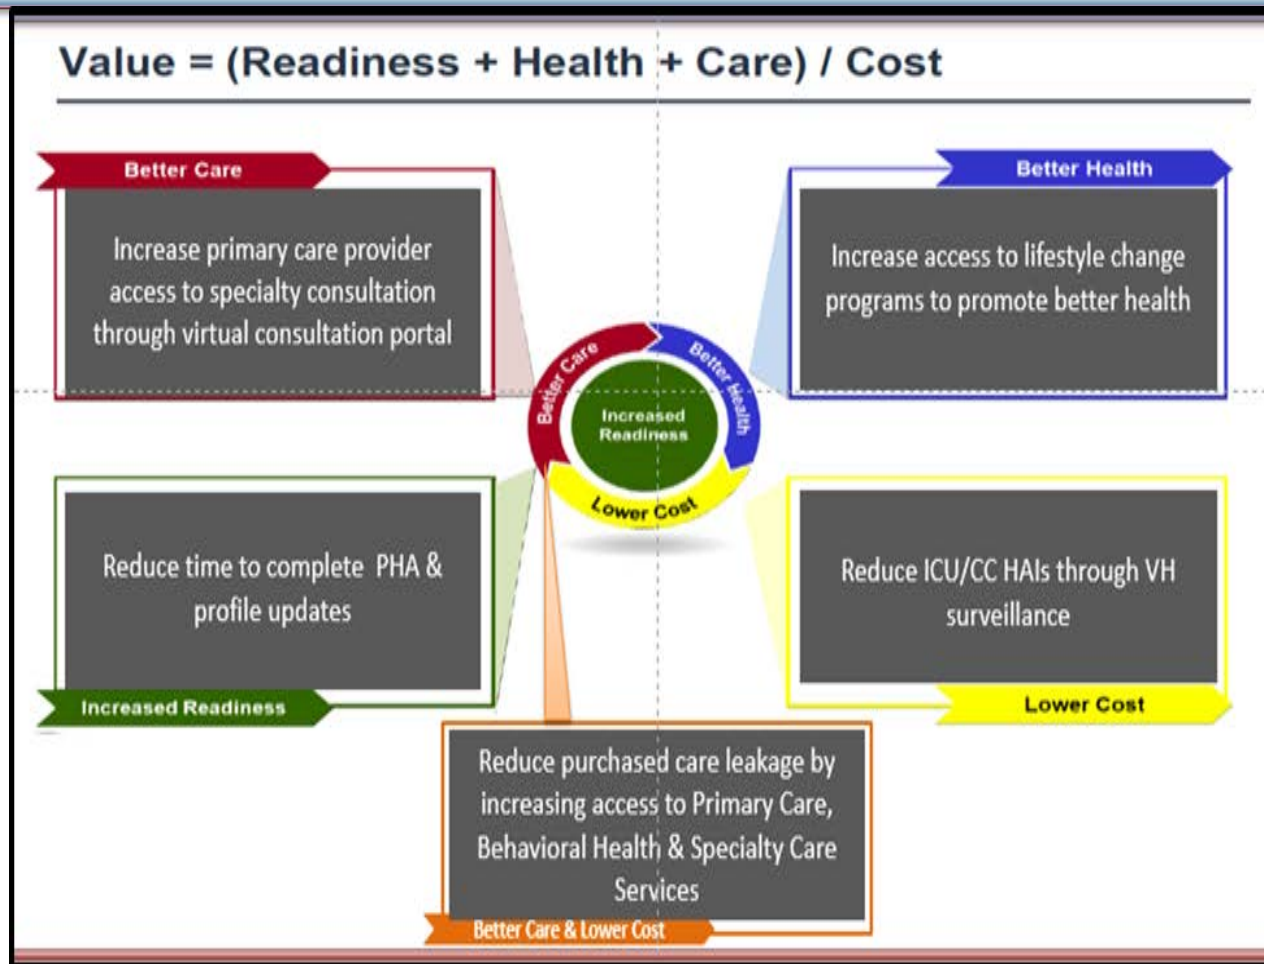 Value = (Readiness + Health + Care) / Cost
Better Care
Increase primary care provider
access to specialty consultation
through virtual consultation portal
Better Health
Increase access to lifestyle change
programs to promote better health
Better Care
Better Health
Increased
Readiness
Lower Cost
Reduce time to complete PHA &
profile updates
Increased Readiness
Reduce ICU/CC HAIs through VH
surveillance
Lower Cost
Reduce purchased care leakage by
increasing access to Primary Care,
Behavioral Health & Specialty Care
Services
Better Care & Lower Cost